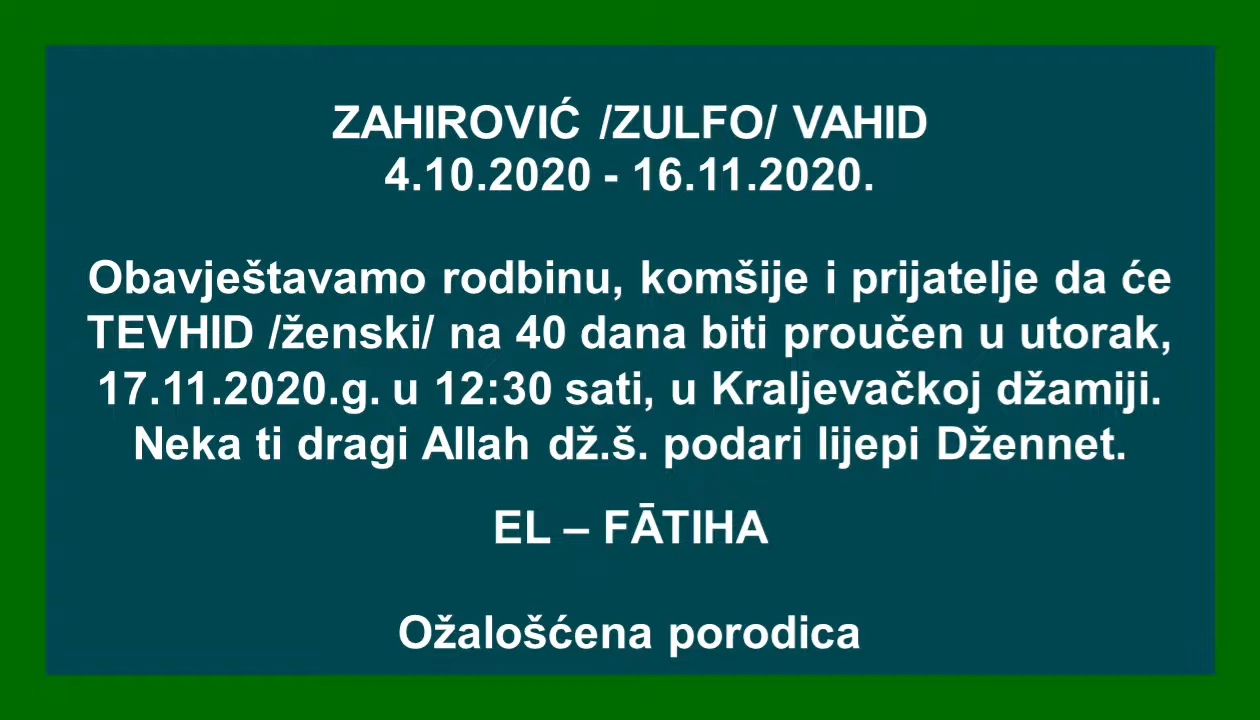 ZAHIROVIĆ /ZULFO/ VAHID
4.10.2020 - 16.11.2020.
Obavještavamo rodbinu, komšije i prijatelje da će
TEVHID /ženski/ na 40 dana biti proučen u utorak,
17.11.2020.g. u 12:30 sati, u Kraljevačkoj džamiji.
Neka ti dragi Allah dž.š. podari lijepi Džennet.
EL – FĀTIHA
Ožalošćena porodica